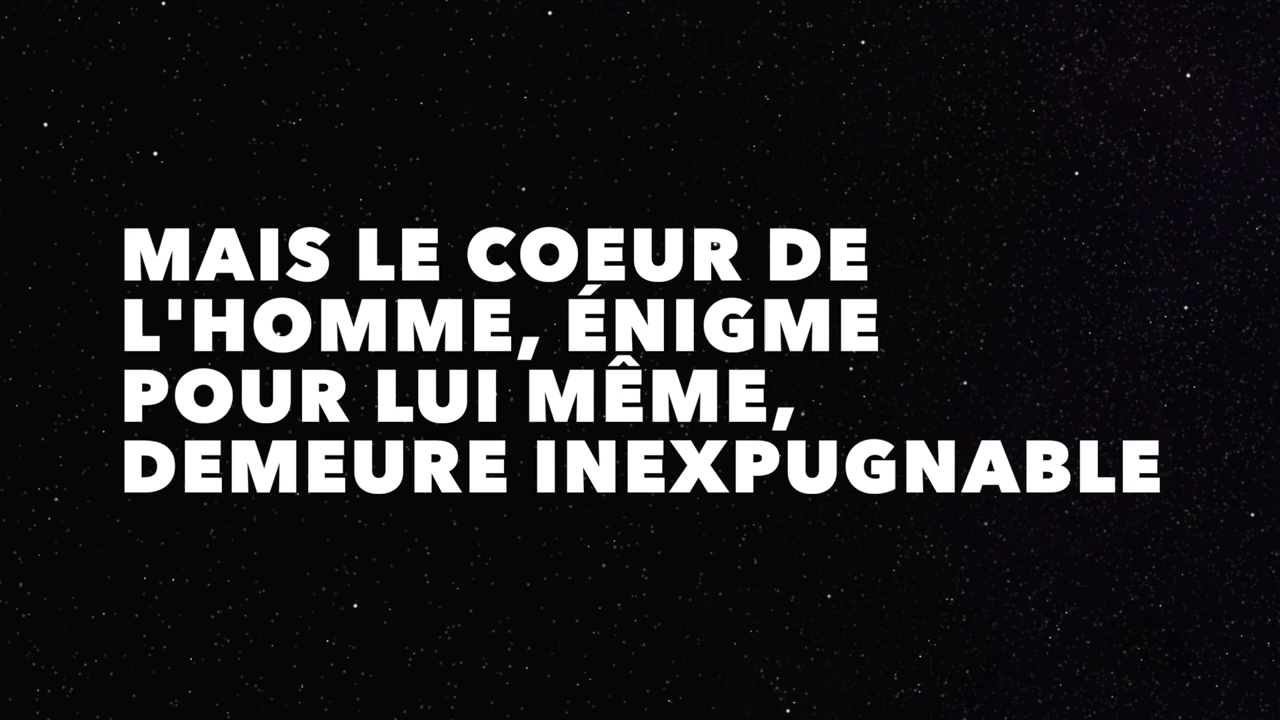 MAIS LE COEUR DE
L'HOMME, ÉNIGME
POUR LUI MÊME,
DEMEURE INEXPUGNABLE